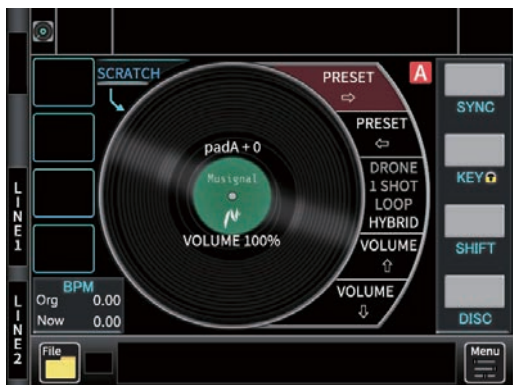 SCRATCH
PRESET
⇨
A
SYNC
PRESET
⇦
padA + 0
DRONE
1 SHOT
LOOP
HYBRID
KEY
Musignal
VOLUME 100%
VOLUME
⇧
SHIFT
VOLUME
⇩
DISC
LINE1
BPM
Org 0.00
Now 0.00
LINE2
File
Menu